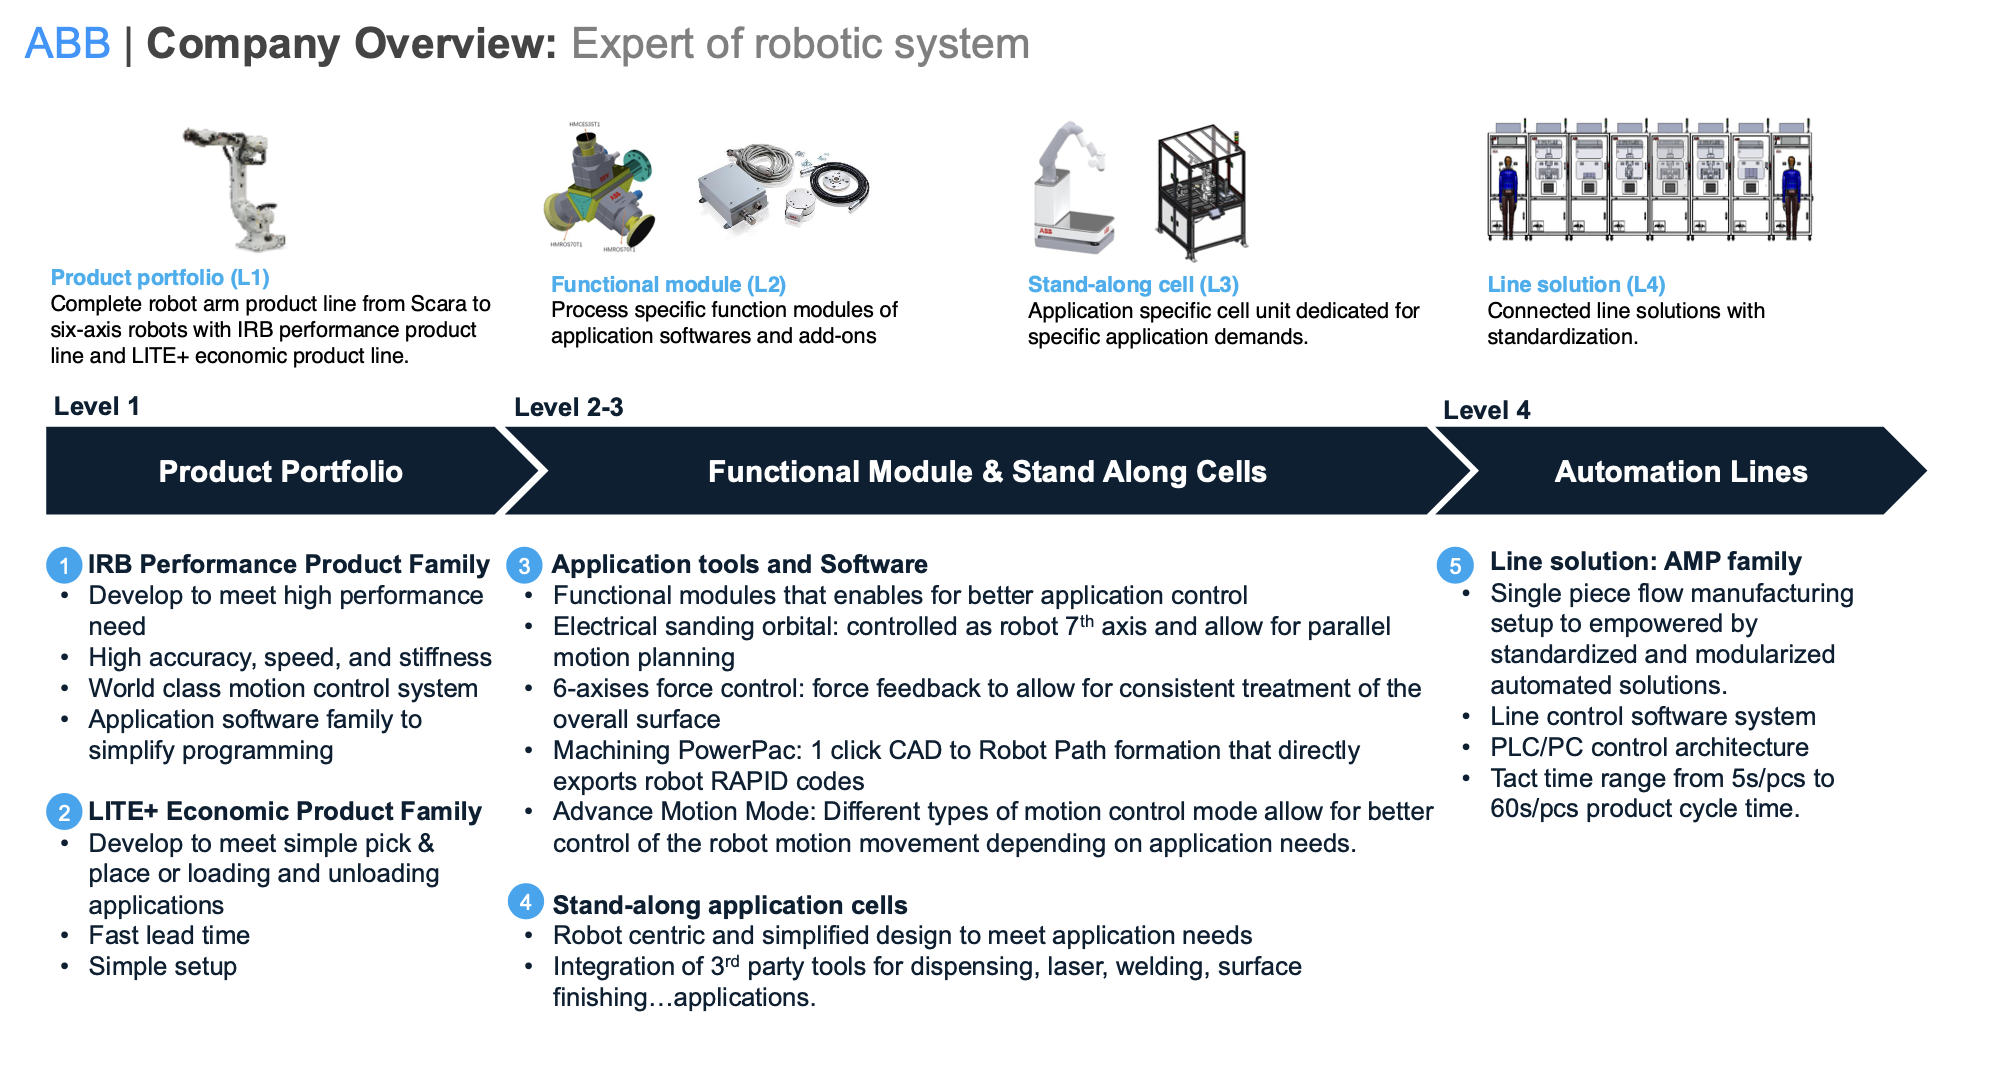 ABB | Company Overview: Expert of robotic system
HMCES35T1
ABB
HMROS70T1
HMROS70T1
ABB
Product portfolio (L1)
Complete robot arm product line from Scara to
six-axis robots with IRB performance product
line and LITE+ economic product line.
Functional module (L2)
Process specific function modules of
application softwares and add-ons
Stand-along cell (L3)
Application specific cell unit dedicated for
specific application demands.
Line solution (L4)
Connected line solutions with
standardization.
Level 1
Level 2-3
Level 4
Product Portfolio
Functional Module & Stand Along Cells
Automation Lines
1 IRB Performance Product Family
• Develop to meet high performance
need
• High accuracy, speed, and stiffness
• World class motion control system
• Application software family to
simplify programming
2 LITE+ Economic Product Family
• Develop to meet simple pick &
place or loading and unloading
applications
• Fast lead time
• Simple setup
3 Application tools and Software
• Functional modules that enables for better application control
• Electrical sanding orbital: controlled as robot 7th axis and allow for parallel
motion planning
• 6-axises force control: force feedback to allow for consistent treatment of the
overall surface
• Machining PowerPac: 1 click CAD to Robot Path formation that directly
exports robot RAPID codes
• Advance Motion Mode: Different types of motion control mode allow for better
control of the robot motion movement depending on application needs.
4 Stand-along application cells
• Robot centric and simplified design to meet application needs
• Integration of 3rd party tools for dispensing, laser, welding, surface
finishing…applications.
5 Line solution: AMP family
• Single piece flow manufacturing
setup to empowered by
standardized and modularized
automated solutions.
• Line control software system
• PLC/PC control architecture
• Tact time range from 5s/pcs to
60s/pcs product cycle time.